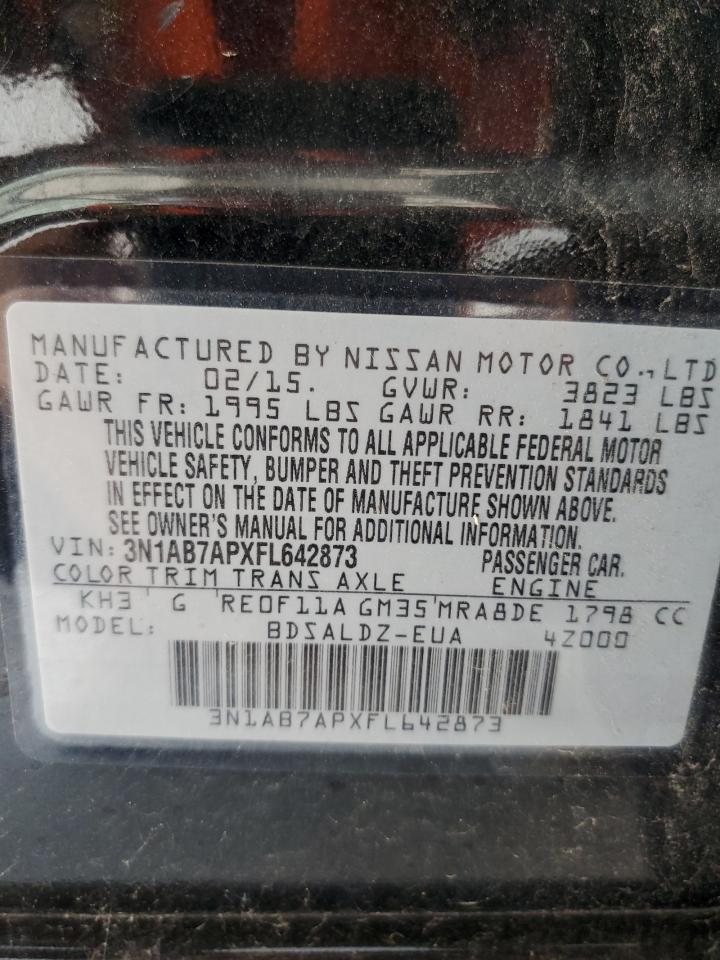 MANUFACTURED BY NISSAN MOTOR CO., LTD
DATE: 02/15. GVWR: 3823 LBS
GAWR FR: 1995 LBS GAWR RR: 1841 LBS
THIS VEHICLE CONFORMS TO ALL APPLICABLE FEDERAL MOTOR
VEHICLE SAFETY, BUMPER AND THEFT PREVENTION STANDARDS
IN EFFECT ON THE DATE OF MANUFACTURE SHOWN ABOVE.
SEE OWNER'S MANUAL FOR ADDITIONAL INFORMATION.
VIN: 3N1AB7APXFL642873 PASSENGER CAR.
COLOR TRIM TRANS AXLE ENGINE
KH3 G RE0F11A GM35 MRA8DE 1798 CC
MODEL: BDSALDZ-EUA 4Z000
3N1AB7APXFL642873